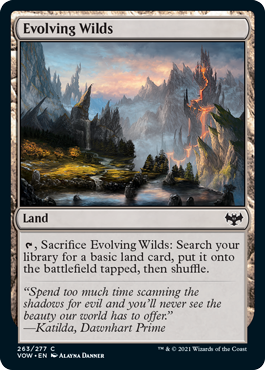 Evolving Wilds
Land
, Sacrifice Evolving Wilds: Search your
library for a basic land card, put it onto
the battlefield tapped, then shuffle.
“Spend too much time scanning the
shadows for evil and you’ll never see the
beauty our world has to offer.”
—Katilda, Dawnhart Prime
263/277 C
VOW • EN ALAYNA DANNER
™ & © 2021 Wizards of the Coast